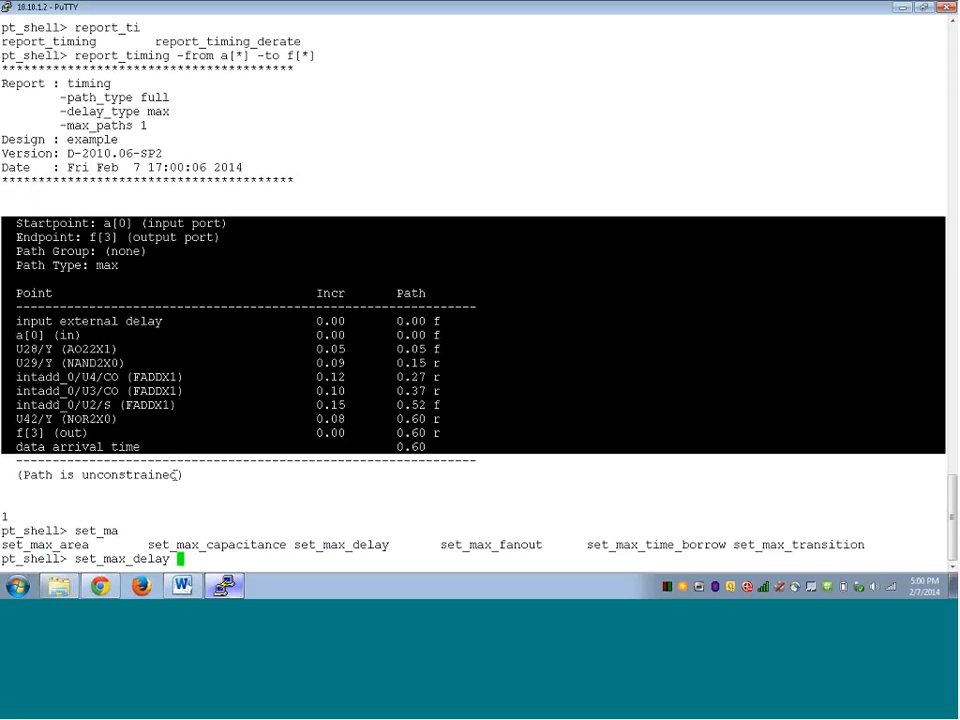 10.10.1.2 - PuTTY
pt_shell> report_ti
report_timing        report_timing_derate
pt_shell> report_timing -from a[*] -to f[*]
****************************************
Report : timing
        -path_type full
        -delay_type max
        -max_paths 1
Design : example
Version: D-2010.06-SP2
Date   : Fri Feb  7 17:00:06 2014
****************************************
Startpoint: a[0] (input port)
Endpoint: f[3] (output port)
Path Group: (none)
Path Type: max
Point                                    Incr       Path
---------------------------------------------------------------
input external delay                     0.00       0.00 f
a[0] (in)                                0.00       0.00 f
U28/Y (AO22X1)                           0.05       0.05 f
U29/Y (NAND2X0)                          0.09       0.15 r
intadd_0/U4/CO (FADDX1)                  0.12       0.27 r
intadd_0/U3/CO (FADDX1)                  0.10       0.37 r
intadd_0/U2/S (FADDX1)                   0.15       0.52 f
U42/Y (NOR2X0)                           0.08       0.60 r
f[3] (out)                               0.00       0.60 r
data arrival time                                   0.60
---------------------------------------------------------------
(Path is unconstrained)
1
pt_shell> set_ma
set_max_area        set_max_capacitance set_max_delay       set_max_fanout      set_max_time_borrow set_max_transition
pt_shell> set_max_delay
5:00 PM
2/7/2014